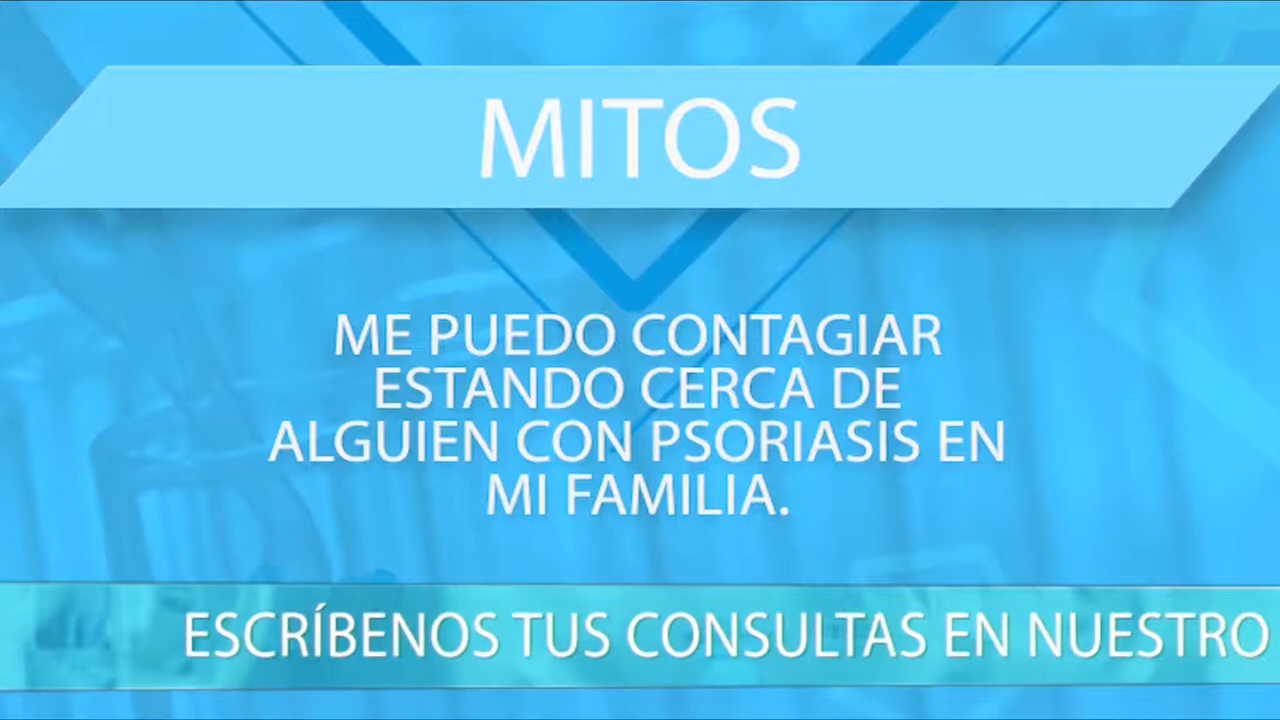 MITOS
ME PUEDO CONTAGIAR
ESTANDO CERCA DE
ALGUIEN CON PSORIASIS EN
MI FAMILIA.
ESCRÍBENOS TUS CONSULTAS EN NUESTRO